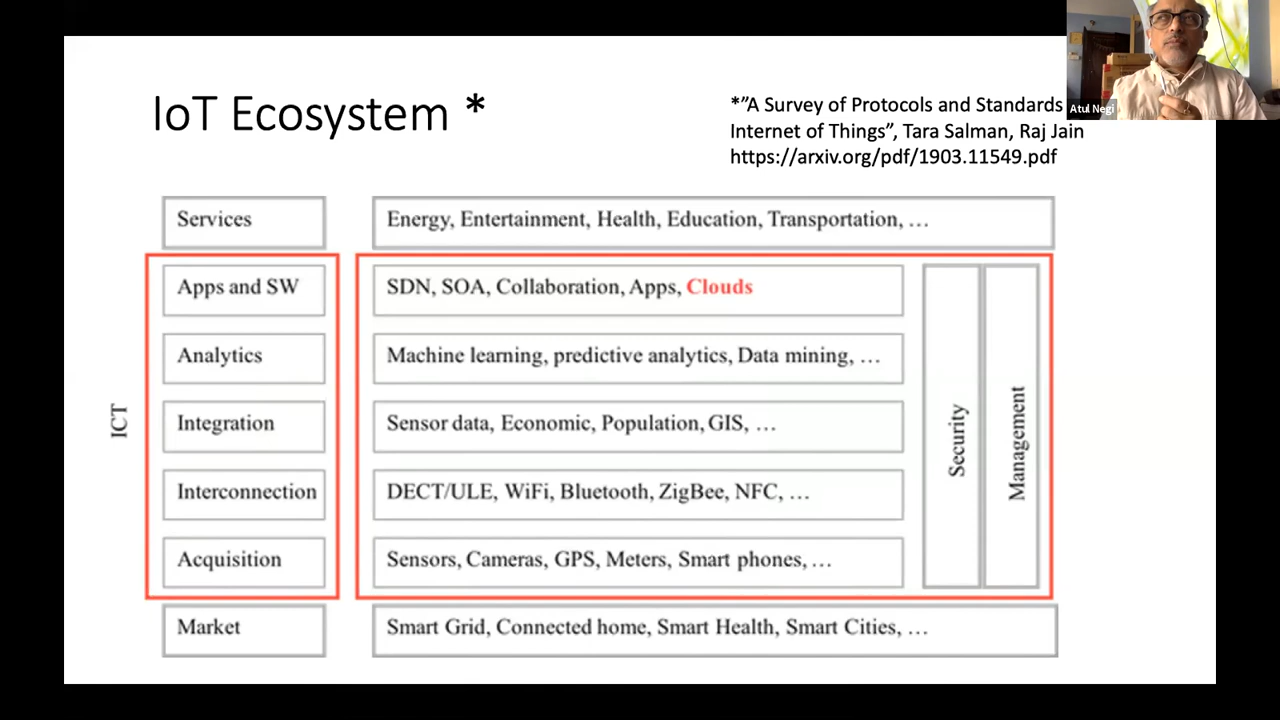 IoT Ecosystem *
*”A Survey of Protocols and Standards
Internet of Things”, Tara Salman, Raj Jain
https://arxiv.org/pdf/1903.11549.pdf
Atul Negi
Services
Energy, Entertainment, Health, Education, Transportation, …
ICT
Apps and SW
SDN, SOA, Collaboration, Apps, Clouds
Analytics
Machine learning, predictive analytics, Data mining, …
Integration
Sensor data, Economic, Population, GIS, …
Interconnection
DECT/ULE, WiFi, Bluetooth, ZigBee, NFC, …
Acquisition
Sensors, Cameras, GPS, Meters, Smart phones, …
Security
Management
Market
Smart Grid, Connected home, Smart Health, Smart Cities, …